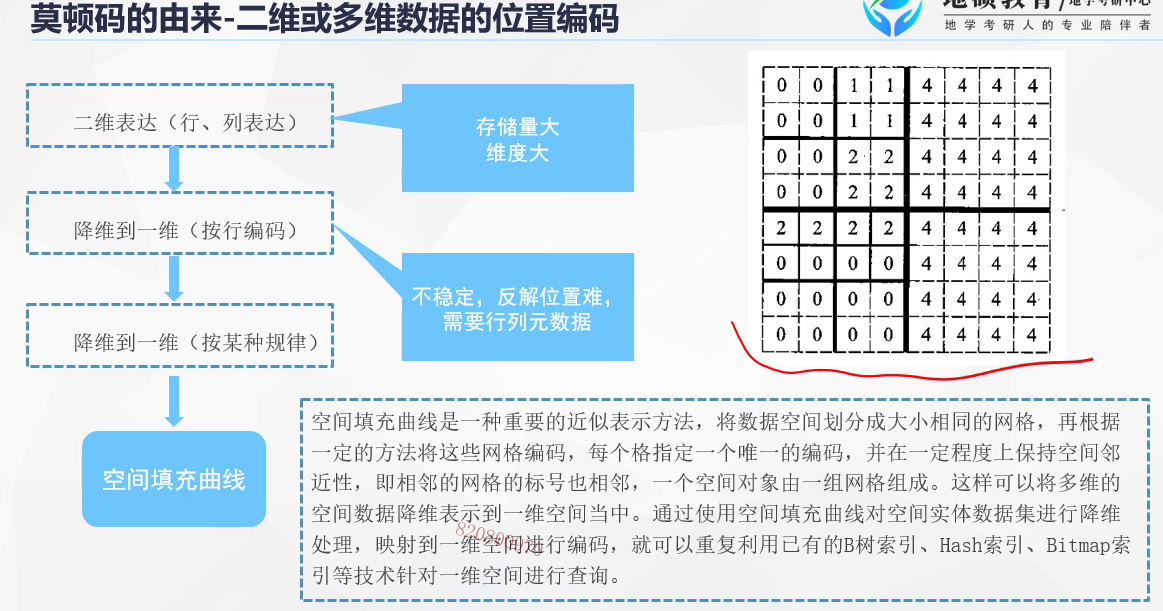 莫顿码的由来-二维或多维数据的位置编码
地硕教育/地学考研中心
地学考研人的专业陪伴者
二维表达（行、列表达）
存储量大
维度大
降维到一维（按行编码）
不稳定，反解位置难，
需要行列元数据
降维到一维（按某种规律）
空间填充曲线
0 0 1 1 4 4 4 4
0 0 1 1 4 4 4 4
0 0 2 2 4 4 4 4
0 0 2 2 4 4 4 4
2 2 2 2 4 4 4 4
0 0 0 0 4 4 4 4
0 0 0 0 4 4 4 4
0 0 0 0 4 4 4 4
空间填充曲线是一种重要的近似表示方法，将数据空间划分成大小相同的网格，再根据
一定的方法将这些网格编码，每个格指定一个唯一的编码，并在一定程度上保持空间邻
近性，即相邻的网格的标号也相邻，一个空间对象由一组网格组成。这样可以将多维的
空间数据降维表示到一维空间当中。通过使用空间填充曲线对空间实体数据集进行降维
处理，映射到一维空间进行编码，就可以重复利用已有的B树索引、Hash索引、Bitmap索
引等技术针对一维空间进行查询。